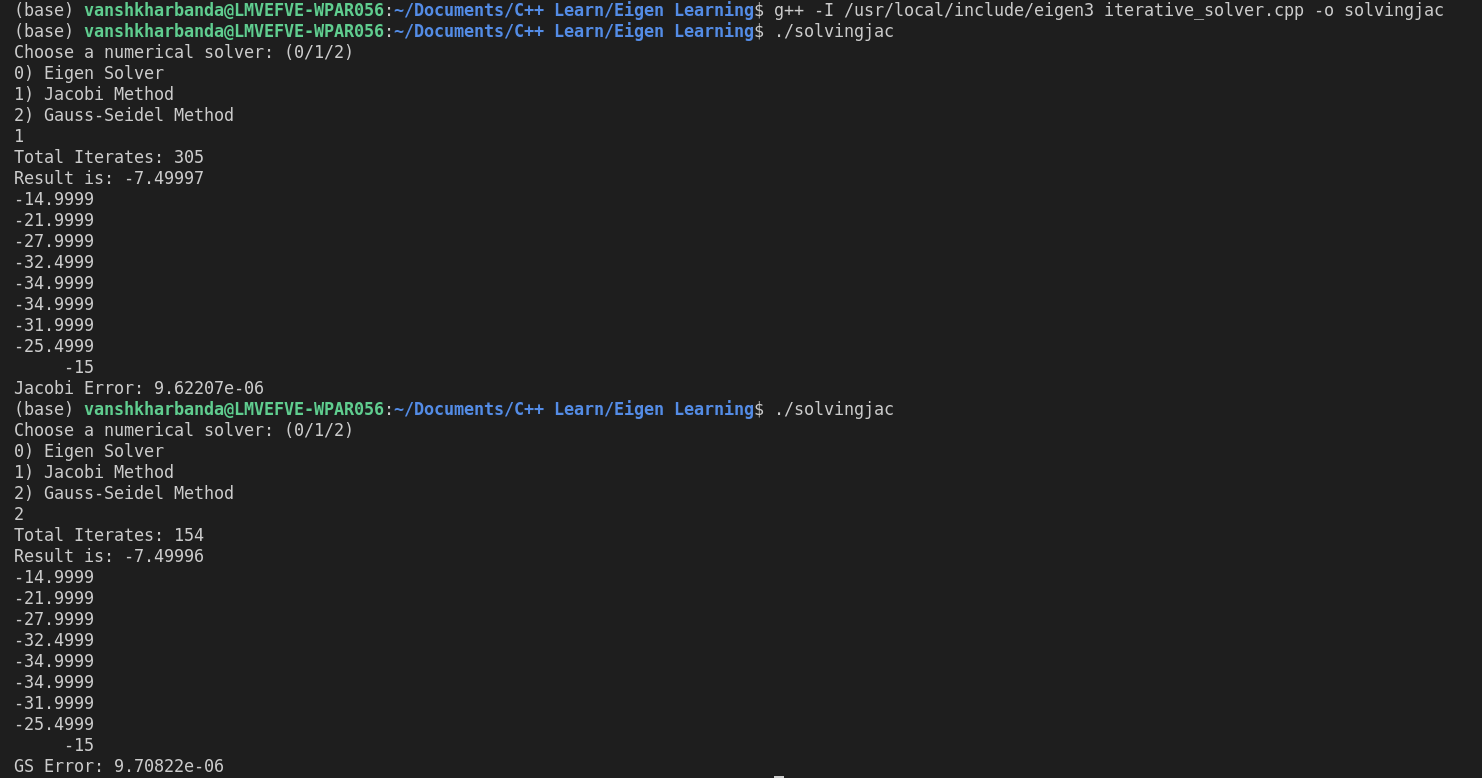 (base) vanshkharbanda@LMVEFVE-WPAR056:~/Documents/C++ Learn/Eigen Learning$ g++ -I /usr/local/include/eigen3 iterative_solver.cpp -o solvingjac
(base) vanshkharbanda@LMVEFVE-WPAR056:~/Documents/C++ Learn/Eigen Learning$ ./solvingjac
Choose a numerical solver: (0/1/2)
0) Eigen Solver
1) Jacobi Method
2) Gauss-Seidel Method
1
Total Iterates: 305
Result is: -7.49997
-14.9999
-21.9999
-27.9999
-32.4999
-34.9999
-34.9999
-31.9999
-25.4999
     -15
Jacobi Error: 9.62207e-06
(base) vanshkharbanda@LMVEFVE-WPAR056:~/Documents/C++ Learn/Eigen Learning$ ./solvingjac
Choose a numerical solver: (0/1/2)
0) Eigen Solver
1) Jacobi Method
2) Gauss-Seidel Method
2
Total Iterates: 154
Result is: -7.49996
-14.9999
-21.9999
-27.9999
-32.4999
-34.9999
-34.9999
-31.9999
-25.4999
     -15
GS Error: 9.70822e-06